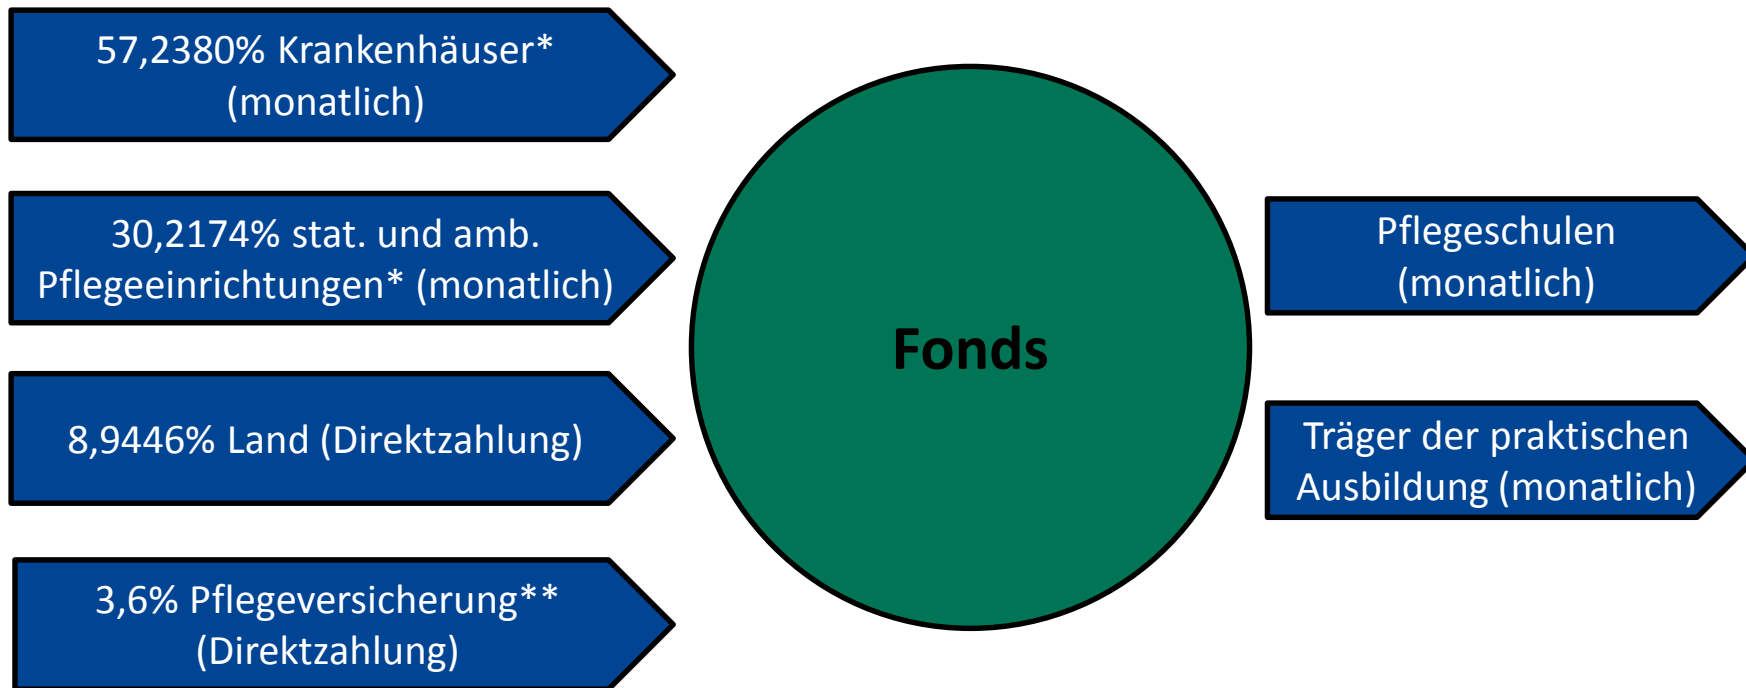 57,2380% Krankenhäuser*
(monatlich)
30,2174% stat. und amb.
Pflegeeinrichtungen* (monatlich)
8,9446% Land (Direktzahlung)
3,6% Pflegeversicherung**
(Direktzahlung)
Fonds
Pflegeschulen
(monatlich)
Träger der praktischen
Ausbildung (monatlich)